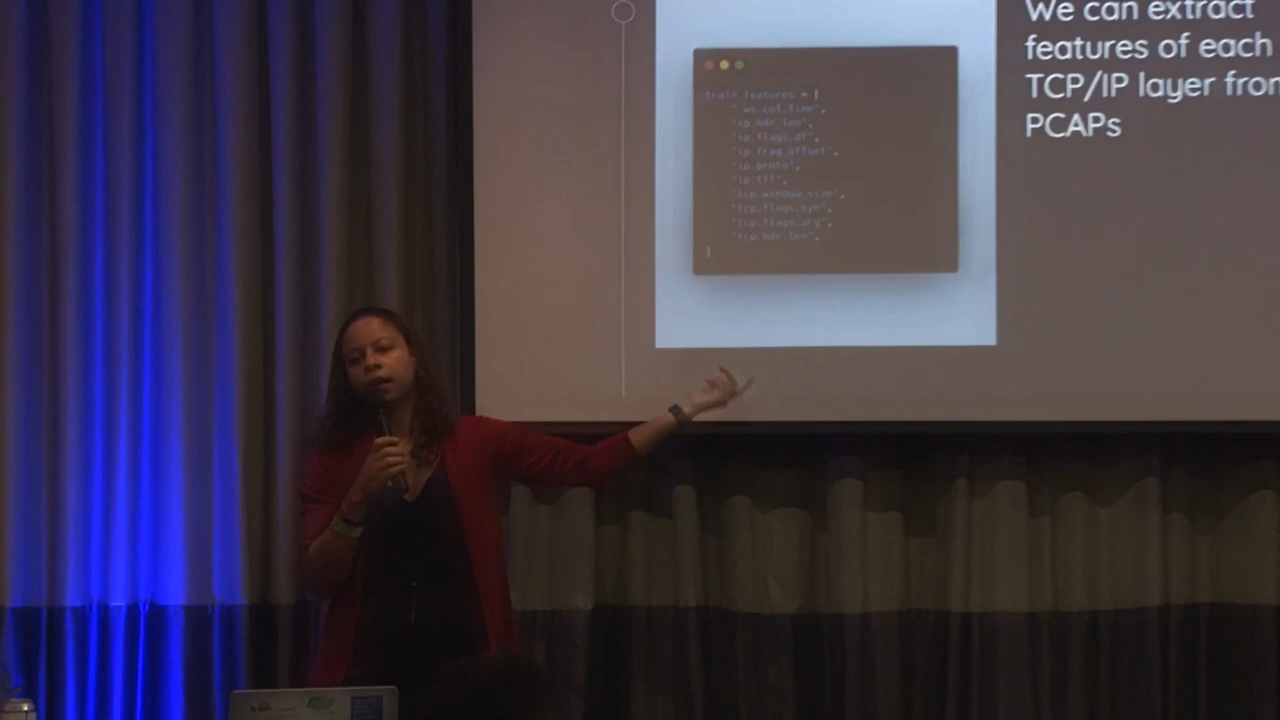 We can extract
features of each
TCP/IP layer from
PCAPs
train_features = [
"_ws.col.Time",
"ip.hdr_len",
"ip.flags.df",
"ip.frag_offset",
"ip.proto",
"ip.ttl",
"tcp.window_size",
"tcp.flags.syn",
"tcp.flags.urg",
"tcp.hdr_len",
]